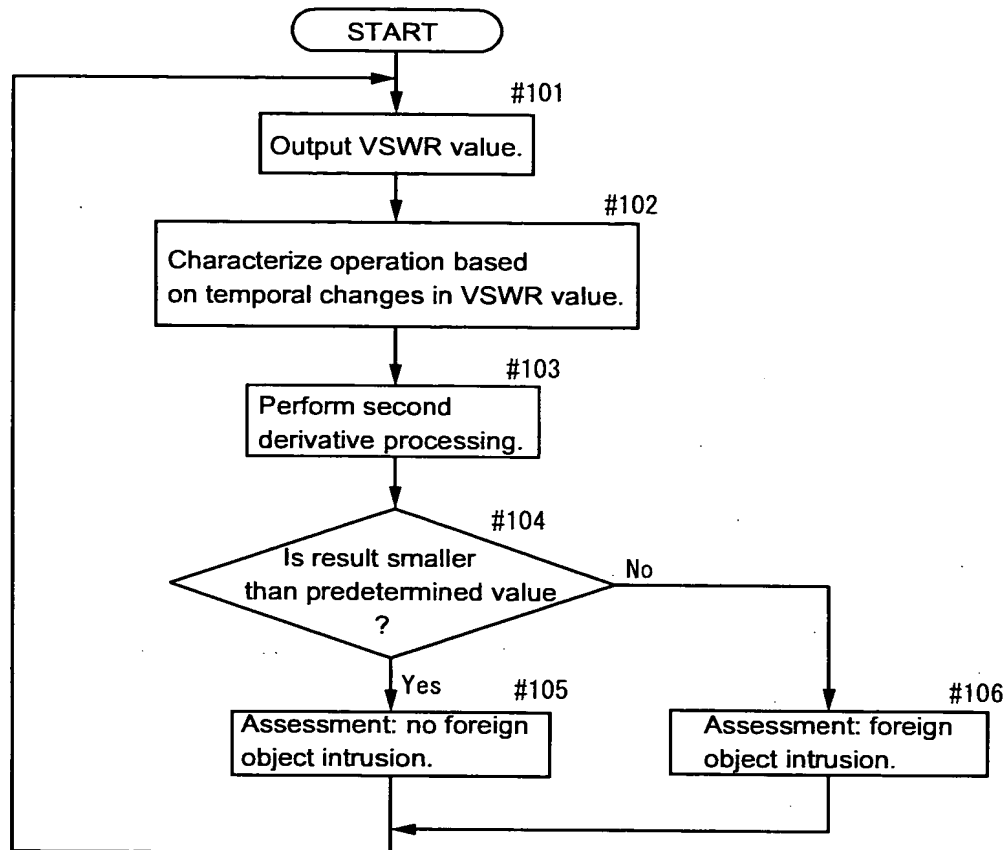 START
#101
Output VSWR value.
#102
Characterize operation based
on temporal changes in VSWR value.
#103
Perform second
derivative processing.
#104
Is result smaller
than predetermined value
?
No
Yes
#105
Assessment: no foreign
object intrusion.
#106
Assessment: foreign
object intrusion.